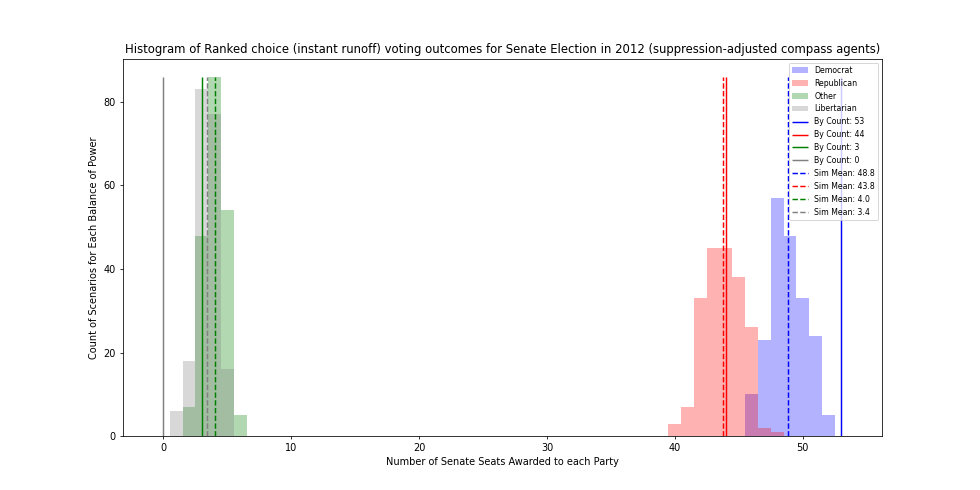 Histogram of Ranked choice (instant runoff) voting outcomes for Senate Election in 2012 (suppression-adjusted compass agents)
Democrat
Republican
Other
Libertarian
By Count: 53
By Count: 44
By Count: 3
By Count: 0
Sim Mean: 48.8
Sim Mean: 43.8
Sim Mean: 4.0
Sim Mean: 3.4
Count of Scenarios for Each Balance of Power
80
60
40
20
0
0 10 20 30 40 50
Number of Senate Seats Awarded to each Party